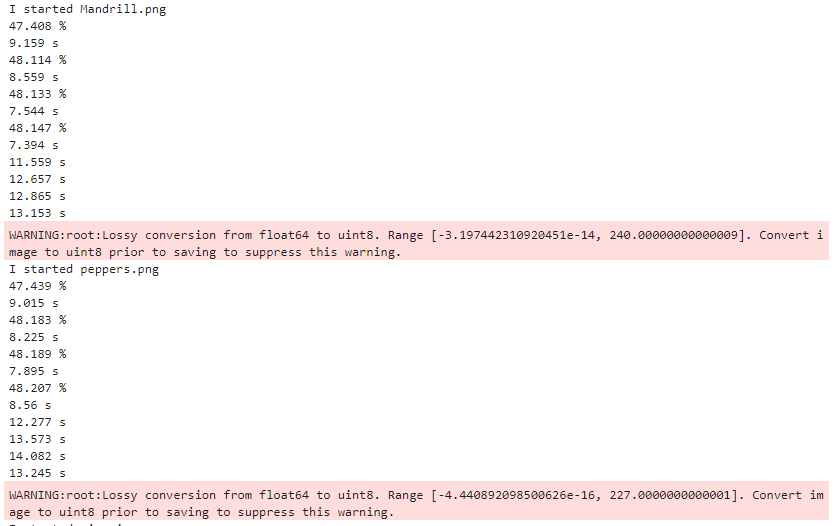 I started Mandrill.png
47.408 %
9.159 s
48.114 %
8.559 s
48.133 %
7.544 s
48.147 %
7.394 s
11.559 s
12.657 s
12.865 s
13.153 s
WARNING:root:Lossy conversion from float64 to uint8. Range [-3.197442310920451e-14, 240.00000000000009]. Convert i
mage to uint8 prior to saving to suppress this warning.
I started peppers.png
47.439 %
9.015 s
48.183 %
8.225 s
48.189 %
7.895 s
48.207 %
8.56 s
12.277 s
13.573 s
14.082 s
13.245 s
WARNING:root:Lossy conversion from float64 to uint8. Range [-4.440892098500626e-16, 227.0000000000001]. Convert im
age to uint8 prior to saving to suppress this warning.